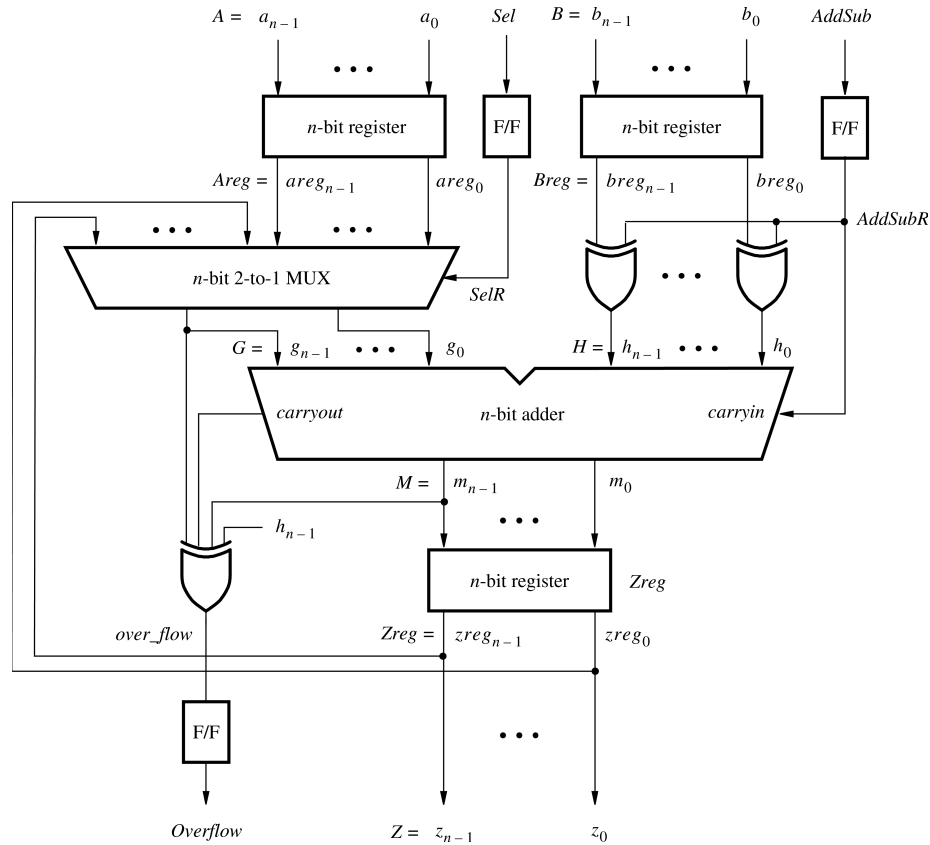 A = a_{n-1} a_0 Sel B = b_{n-1} b_0 AddSub
n-bit register F/F n-bit register F/F
Areg = areg_{n-1} areg_0 Breg = breg_{n-1} breg_0
AddSubR
n-bit 2-to-1 MUX
SelR
G = g_{n-1} g_0 H = h_{n-1} h_0
carryout n-bit adder carryin
M = m_{n-1} m_0
h_{n-1}
n-bit register Zreg
over_flow Zreg = zreg_{n-1} zreg_0
F/F
Overflow Z = z_{n-1} z_0